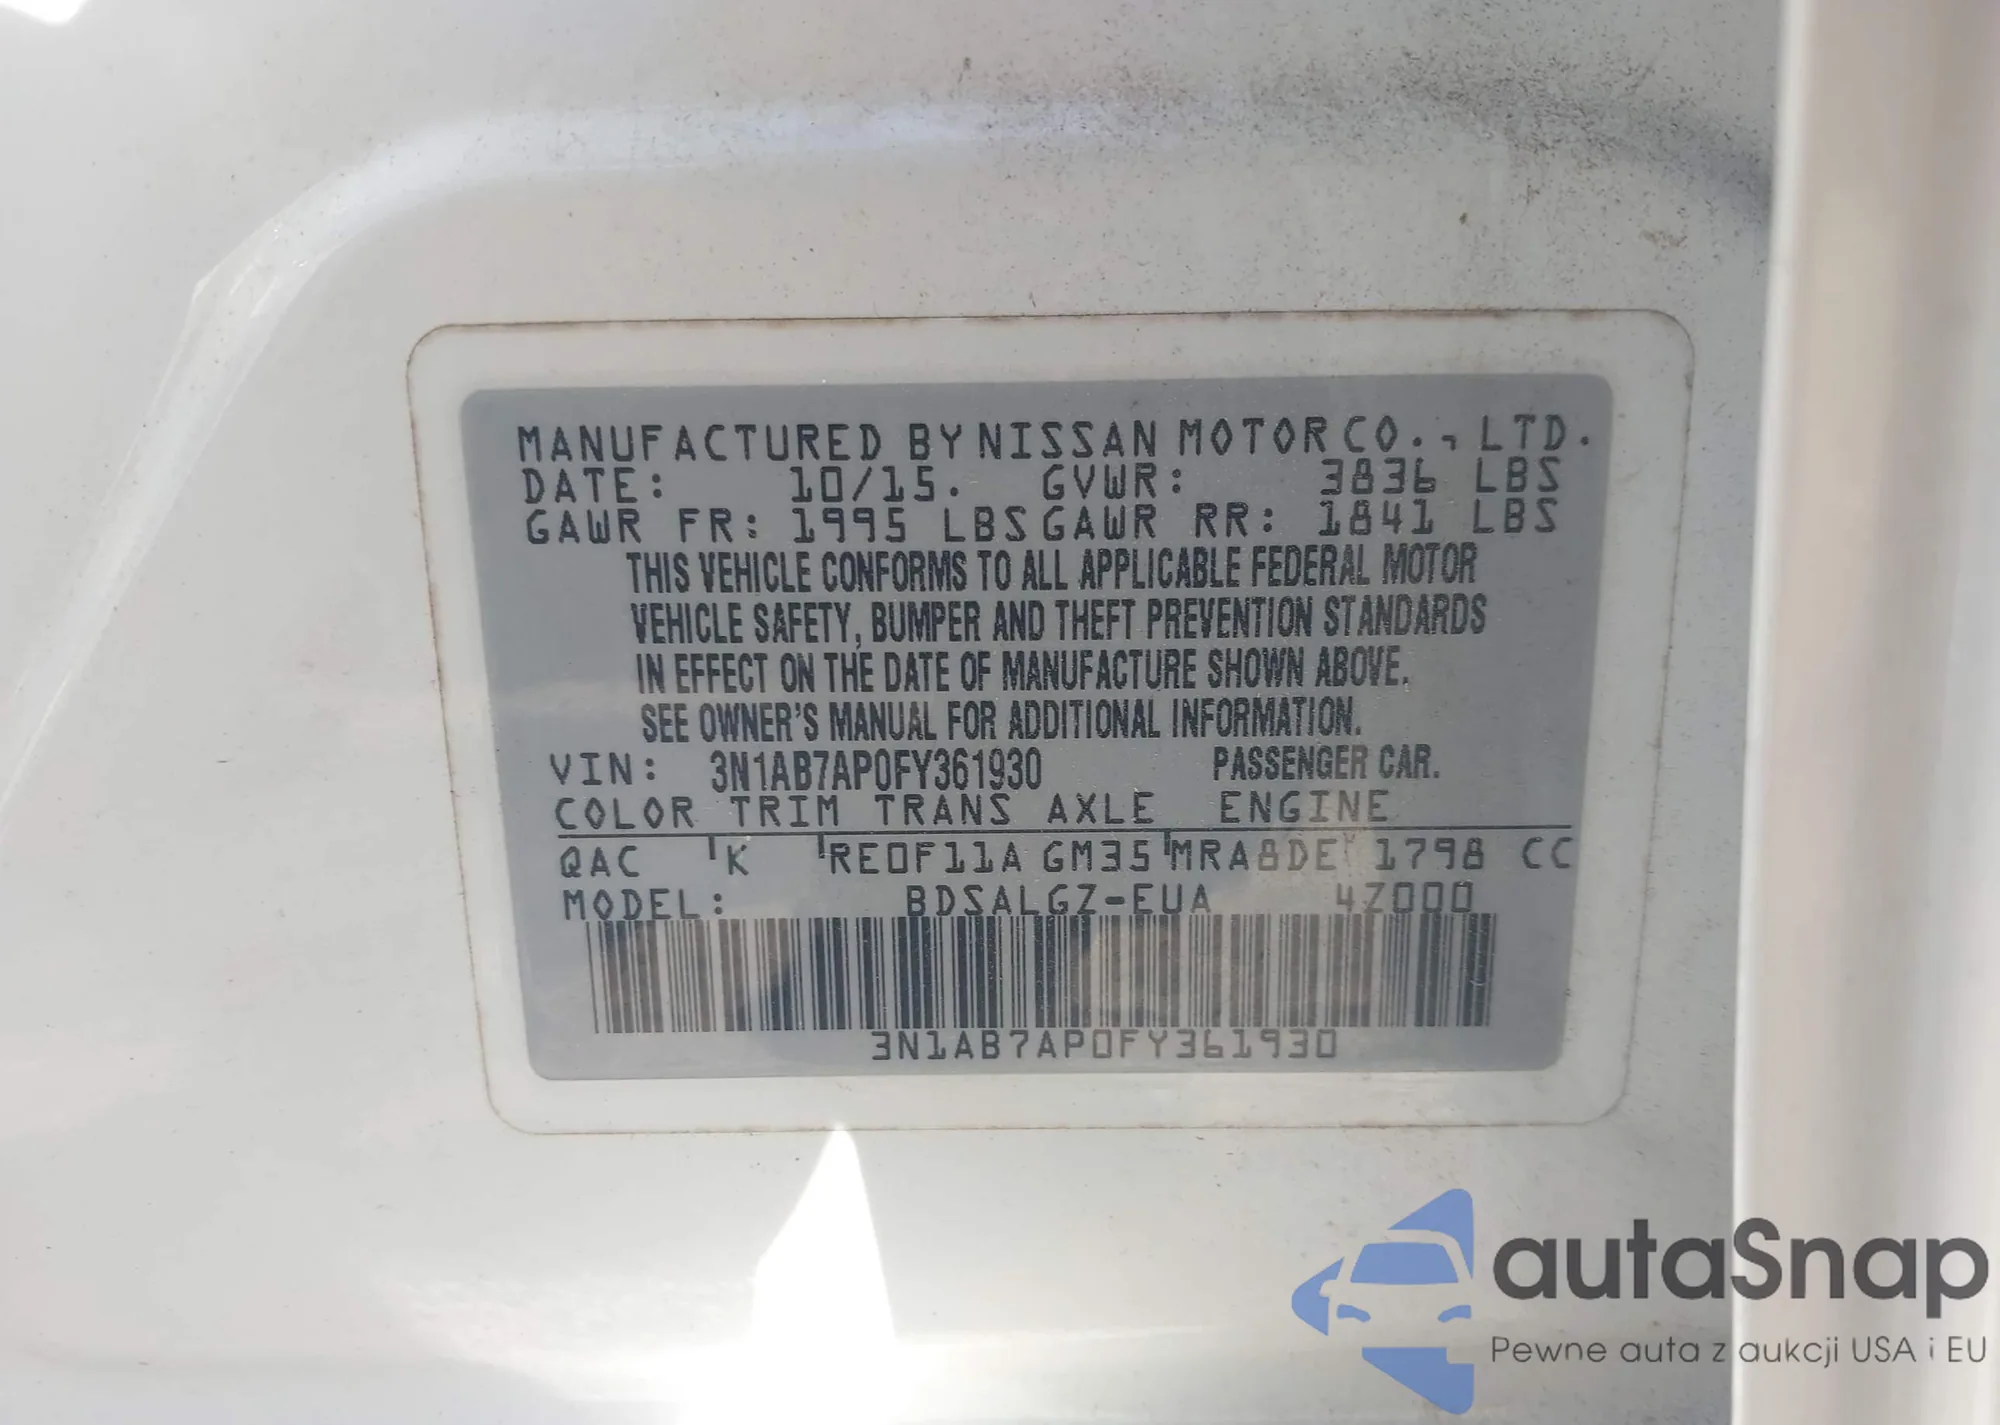 MANUFACTURED BY NISSAN MOTOR CO., LTD.
DATE: 10/15. GVWR: 3836 LBS
GAWR FR: 1995 LBS GAWR RR: 1841 LBS
THIS VEHICLE CONFORMS TO ALL APPLICABLE FEDERAL MOTOR
VEHICLE SAFETY, BUMPER AND THEFT PREVENTION STANDARDS
IN EFFECT ON THE DATE OF MANUFACTURE SHOWN ABOVE.
SEE OWNER'S MANUAL FOR ADDITIONAL INFORMATION.
VIN: 3N1AB7AP0FY361930 PASSENGER CAR.
COLOR TRIM TRANS AXLE ENGINE
QAC K RE0F11A GM35 MRA8DE 1798 CC
MODEL: BDSALGZ-EUA 4Z000
3N1AB7AP0FY361930
autaSnap
Pewne auta z aukcji USA i EU